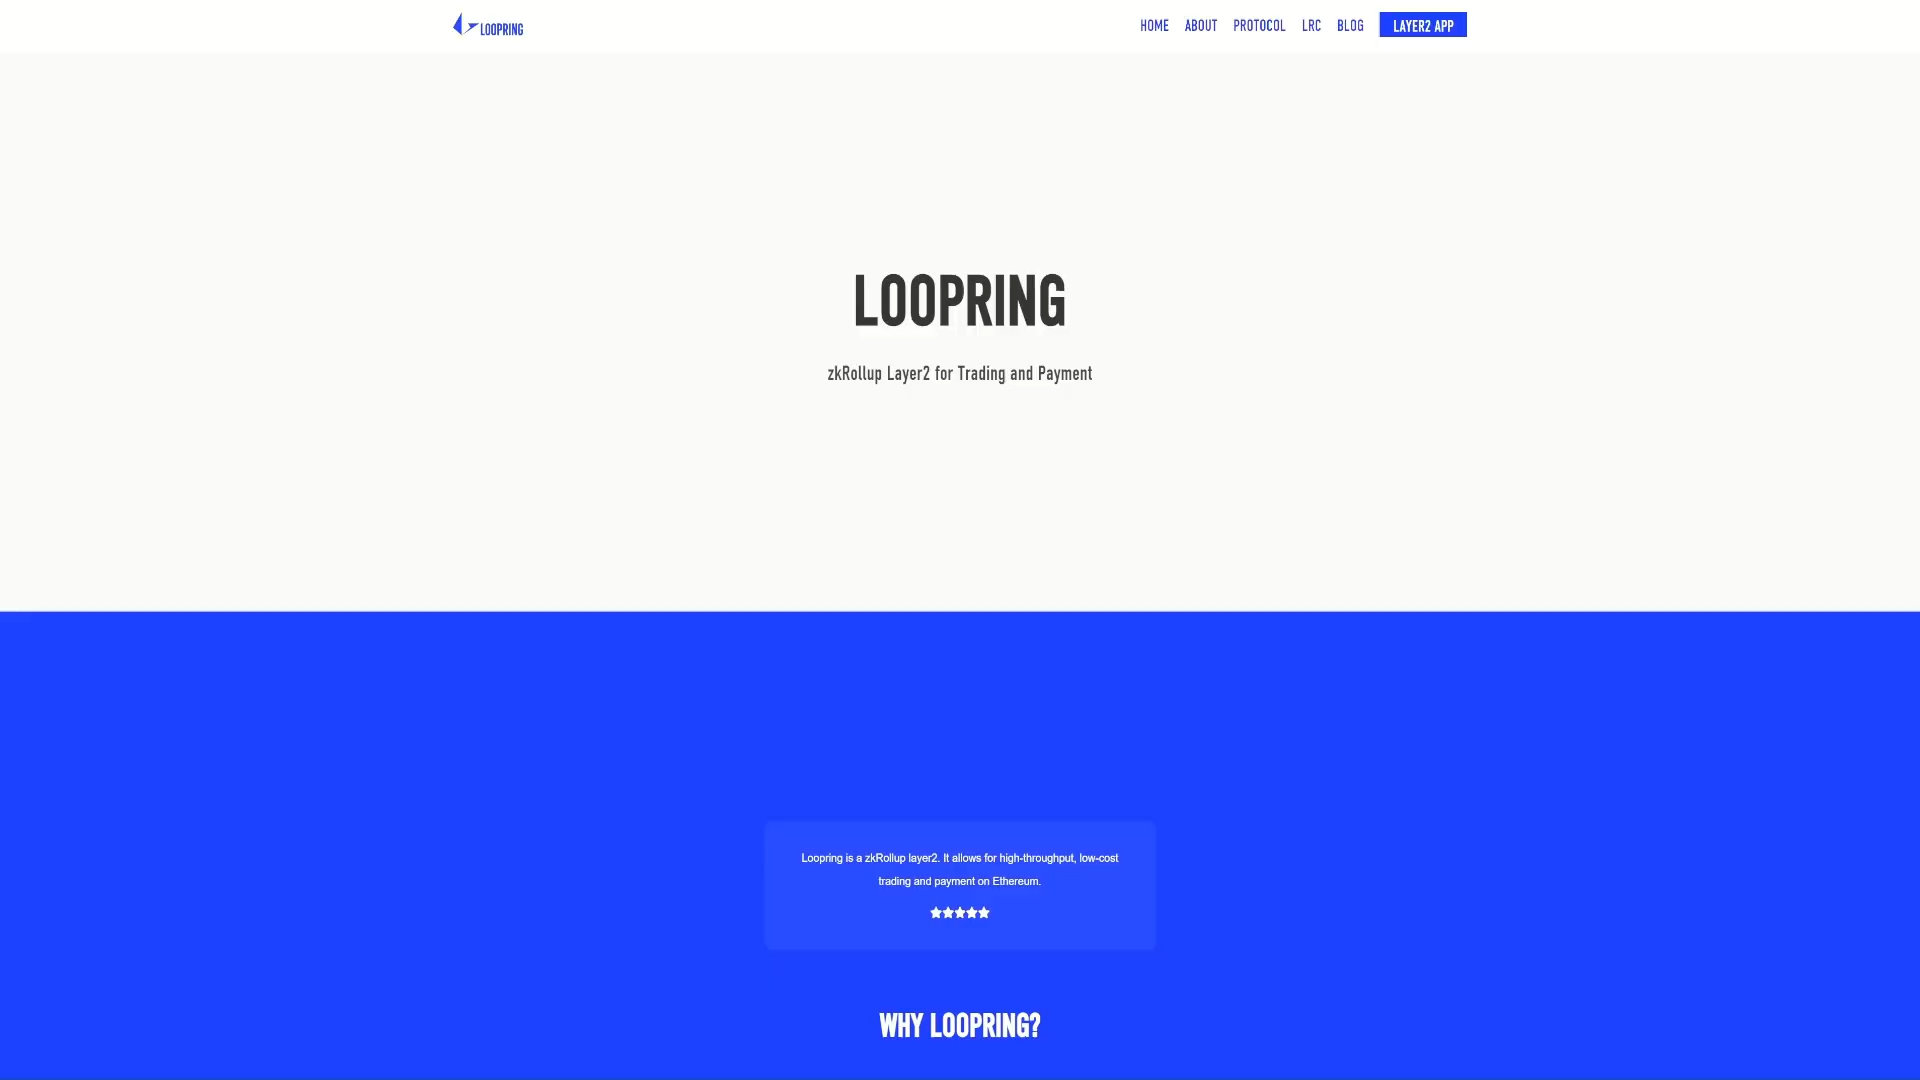 LOOPRING
HOME ABOUT PROTOCOL LRC BLOG LAYER2 APP
LOOPRING
zkRollup Layer2 for Trading and Payment
Loopring is a zkRollup layer2. It allows for high-throughput, low-cost
trading and payment on Ethereum.
WHY LOOPRING?